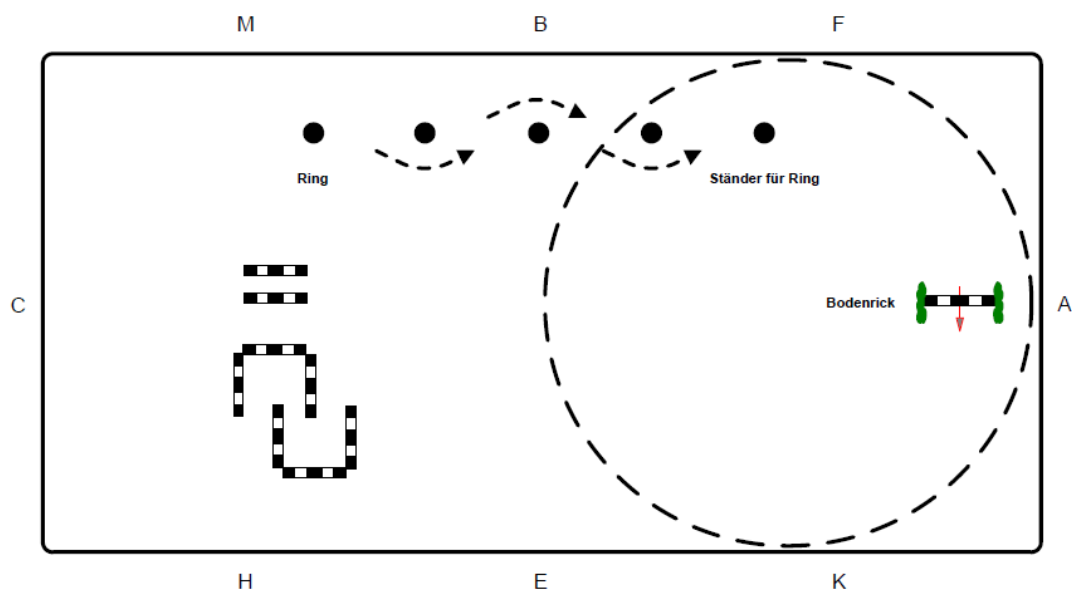 M B F
Ring
Ständer für Ring
C
Bodenrick
A
H E K